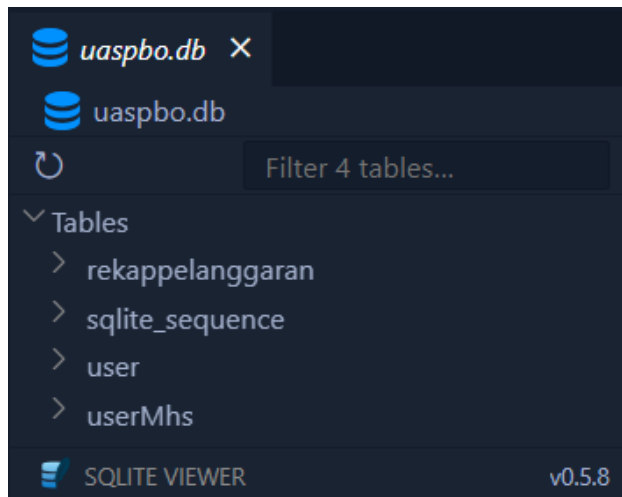 uaspbo.db
uaspbo.db
Filter 4 tables...
Tables
rekappelanggaran
sqlite_sequence
user
userMhs
SQLITE VIEWER v0.5.8